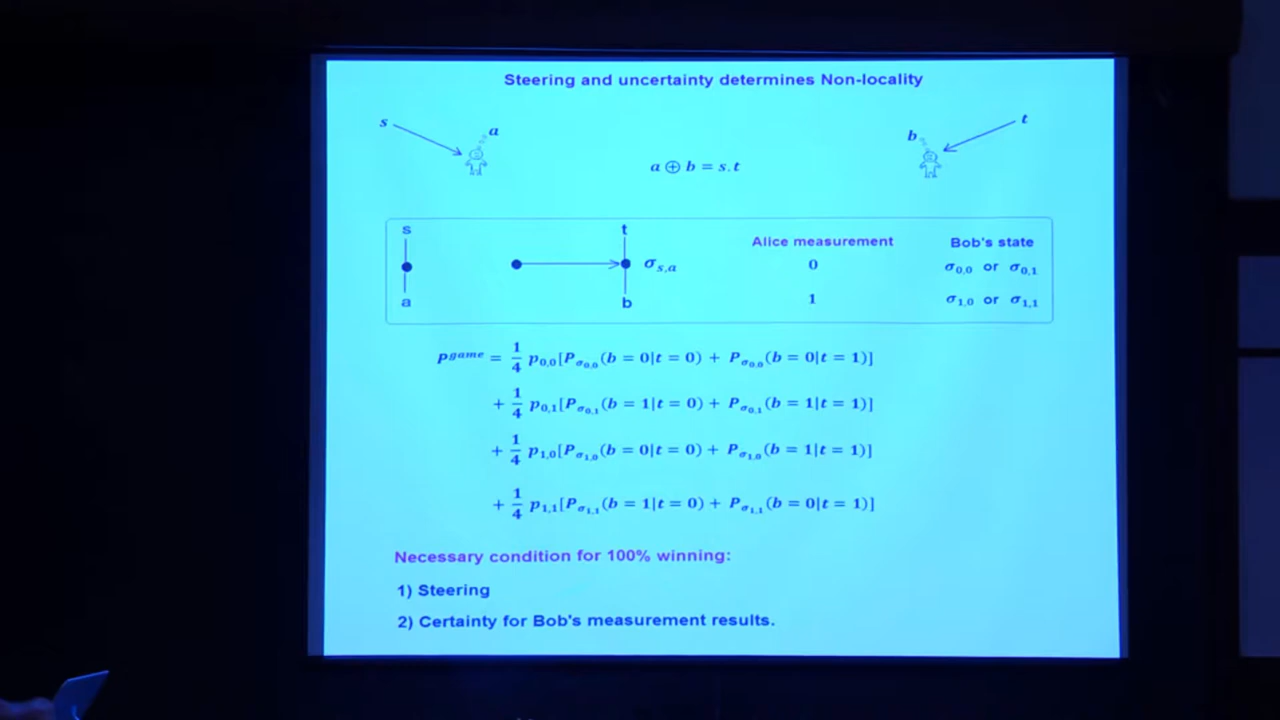 Steering and uncertainty determines Non-locality
s a b t
a ⊕ b = s.t
s t Alice measurement Bob's state
σ_{s,a} 0 σ_{0,0} or σ_{0,1}
a b 1 σ_{1,0} or σ_{1,1}
P^{game} = 1/4 p_{0,0}[P_{σ_{0,0}}(b = 0|t = 0) + P_{σ_{0,0}}(b = 0|t = 1)]
+ 1/4 p_{0,1}[P_{σ_{0,1}}(b = 1|t = 0) + P_{σ_{0,1}}(b = 1|t = 1)]
+ 1/4 p_{1,0}[P_{σ_{1,0}}(b = 0|t = 0) + P_{σ_{1,0}}(b = 1|t = 1)]
+ 1/4 p_{1,1}[P_{σ_{1,1}}(b = 1|t = 0) + P_{σ_{1,1}}(b = 0|t = 1)]
Necessary condition for 100% winning:
1) Steering
2) Certainty for Bob's measurement results.